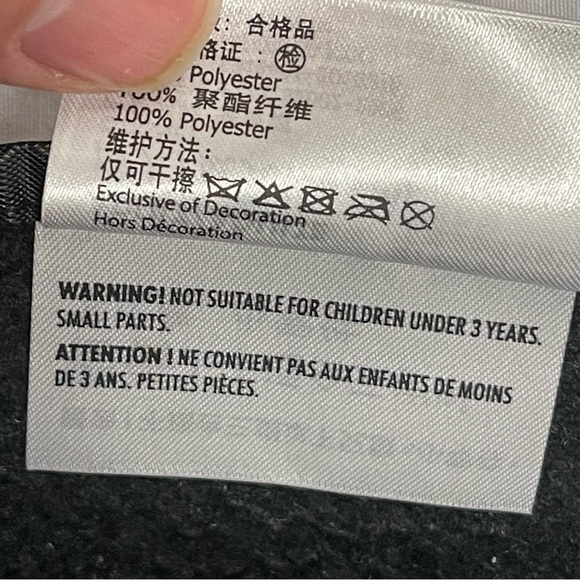 : 合格品
格证 : 检
Polyester
100% 聚酯纤维
100% Polyester
维护方法:
仅可干擦
Exclusive of Decoration
Hors Décoration
WARNING! NOT SUITABLE FOR CHILDREN UNDER 3 YEARS.
SMALL PARTS.
ATTENTION ! NE CONVIENT PAS AUX ENFANTS DE MOINS
DE 3 ANS. PETITES PIÈCES.